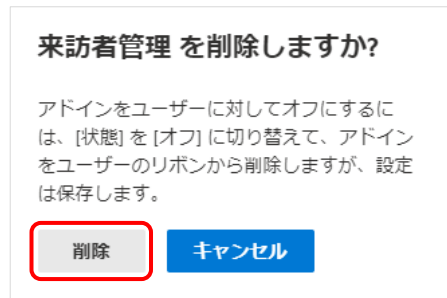 来訪者管理 を削除しますか?
アドインをユーザーに対してオフにするに
は、[状態] を [オフ] に切り替えて、アドイン
をユーザーのリボンから削除しますが、設定
は保存します。
削除 キャンセル